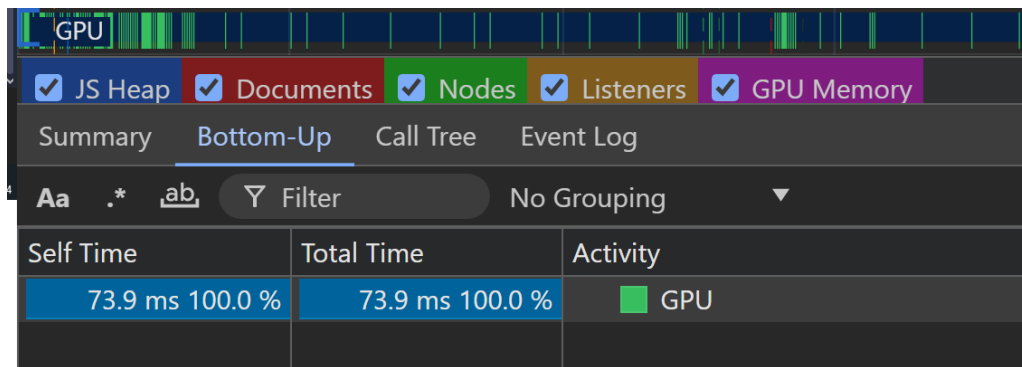 GPU
JS Heap Documents Nodes Listeners GPU Memory
Summary Bottom-Up Call Tree Event Log
4
Aa .* ab Filter No Grouping
Self Time Total Time Activity
73.9 ms 100.0 % 73.9 ms 100.0 % GPU